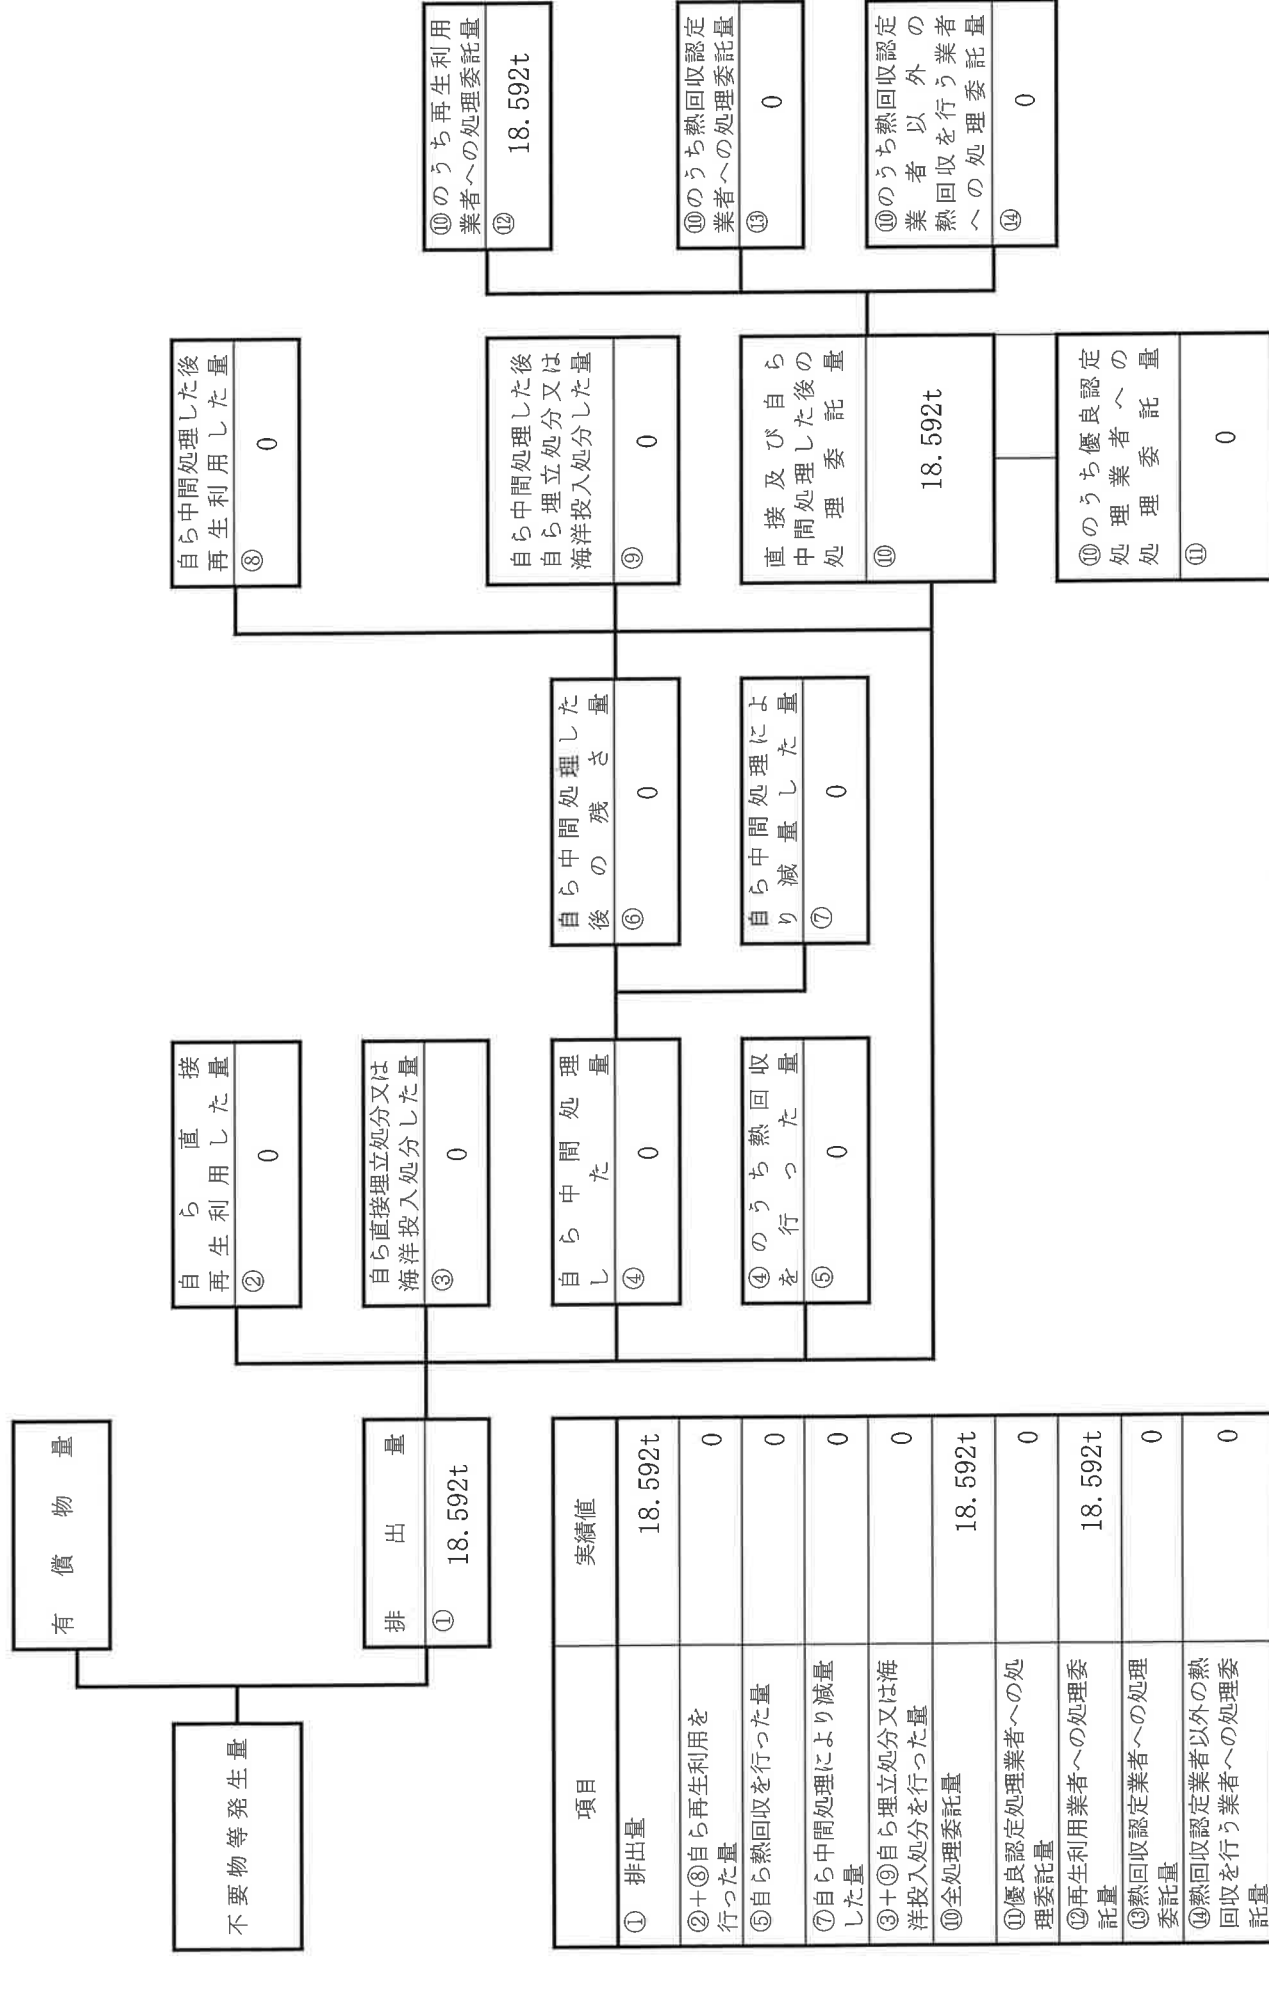 有償物量
不要物等発生量
排出量
①
18.592t
自ら直接
再生利用した量
②
0
自ら直接埋立処分又は
海洋投入処分した量
③
0
自ら中間処理
した量
④
0
④のうち熱回収
を行った量
⑤
0
自ら中間処理した
後の残さ量
⑥
0
自ら中間処理によ
り減量した量
⑦
0
自ら中間処理した後
再生利用した量
⑧
0
自ら中間処理した後
自ら埋立処分又は
海洋投入処分した量
⑨
0
直接及び自ら
中間処理した後の
処理委託量
⑩
18.592t
⑩のうち優良認定
処理業者への
処理委託量
⑪
0
⑩のうち再生利用
業者への処理委託量
⑫
18.592t
⑩のうち熱回収認定
業者への処理委託量
⑬
0
⑩のうち熱回収認定
業者以外の
熱回収を行う業者
への処理委託量
⑭
0
項目 実績値
① 排出量 18.592t
②+⑧自ら再生利用を
行った量 0
⑤自ら熱回収を行った量 0
⑦自ら中間処理により減量
した量 0
③+⑨自ら埋立処分又は海
洋投入処分を行った量 0
⑩全処理委託量 18.592t
⑪優良認定処理業者への処
理委託量 0
⑫再生利用業者への処理委
託量 18.592t
⑬熱回収認定業者への処理
委託量 0
⑭熱回収認定業者以外の熱
回収を行う業者への処理委
託量 0